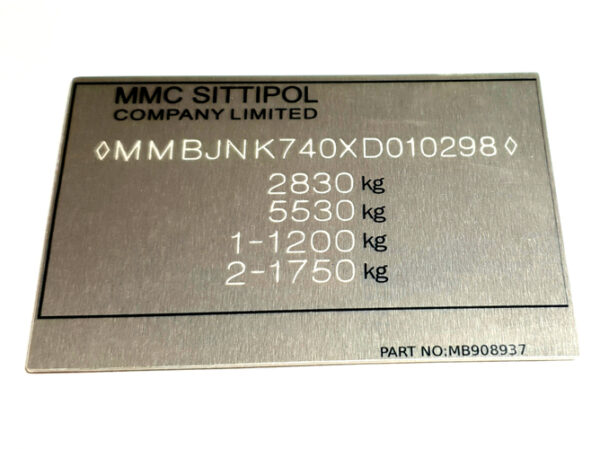 MMC SITTIPOL
COMPANY LIMITED
◊MMBJNK740XD010298◊
2830 kg
5530 kg
1-1200 kg
2-1750 kg
PART NO:MB908937